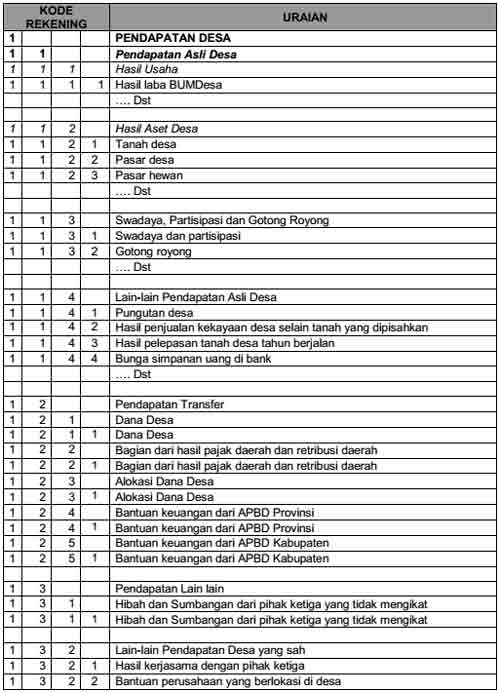 KODE REKENING URAIAN
1 PENDAPATAN DESA
1 1 Pendapatan Asli Desa
1 1 1 Hasil Usaha
1 1 1 1 Hasil laba BUMDesa
…. Dst
1 1 2 Hasil Aset Desa
1 1 2 1 Tanah desa
1 1 2 2 Pasar desa
1 1 2 3 Pasar hewan
…. Dst
1 1 3 Swadaya, Partisipasi dan Gotong Royong
1 1 3 1 Swadaya dan partisipasi
1 1 3 2 Gotong royong
…. Dst
1 1 4 Lain-lain Pendapatan Asli Desa
1 1 4 1 Pungutan desa
1 1 4 2 Hasil penjualan kekayaan desa selain tanah yang dipisahkan
1 1 4 3 Hasil pelepasan tanah desa tahun berjalan
1 1 4 4 Bunga simpanan uang di bank
…. Dst
1 2 Pendapatan Transfer
1 2 1 Dana Desa
1 2 1 1 Dana Desa
1 2 2 Bagian dari hasil pajak daerah dan retribusi daerah
1 2 2 1 Bagian dari hasil pajak daerah dan retribusi daerah
1 2 3 Alokasi Dana Desa
1 2 3 1 Alokasi Dana Desa
1 2 4 Bantuan keuangan dari APBD Provinsi
1 2 4 1 Bantuan keuangan dari APBD Provinsi
1 2 5 Bantuan keuangan dari APBD Kabupaten
1 2 5 1 Bantuan keuangan dari APBD Kabupaten
1 3 Pendapatan Lain lain
1 3 1 Hibah dan Sumbangan dari pihak ketiga yang tidak mengikat
1 3 1 1 Hibah dan Sumbangan dari pihak ketiga yang tidak mengikat
1 3 2 Lain-lain Pendapatan Desa yang sah
1 3 2 1 Hasil kerjasama dengan pihak ketiga
1 3 2 2 Bantuan perusahaan yang berlokasi di desa